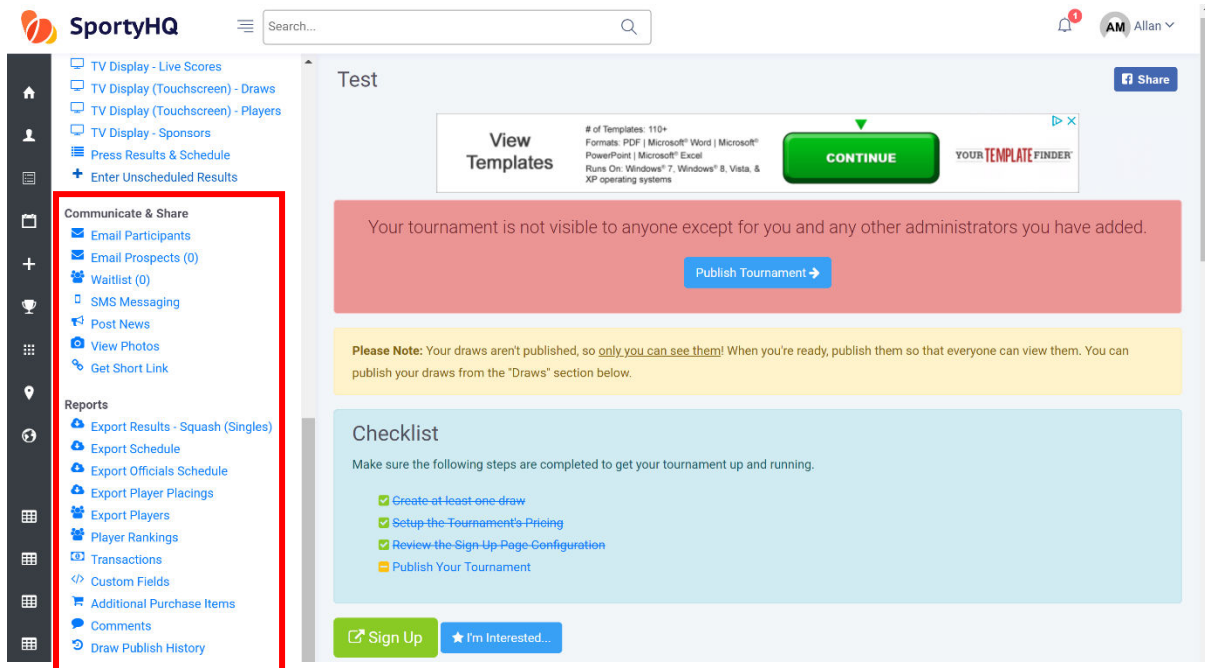 SportyHQ
Search...
1
AM Allan
TV Display - Live Scores
TV Display (Touchscreen) - Draws
TV Display (Touchscreen) - Players
TV Display - Sponsors
Press Results & Schedule
Enter Unscheduled Results
Communicate & Share
Email Participants
Email Prospects (0)
Waitlist (0)
SMS Messaging
Post News
View Photos
Get Short Link
Reports
Export Results - Squash (Singles)
Export Schedule
Export Officials Schedule
Export Player Placings
Export Players
Player Rankings
Transactions
Custom Fields
Additional Purchase Items
Comments
Draw Publish History
Test
Share
View
Templates
# of Templates: 110+
Formats: PDF | Microsoft® Word | Microsoft®
PowerPoint | Microsoft® Excel
Runs On: Windows® 7, Windows® 8, Vista, &
XP operating systems
CONTINUE
YOUR TEMPLATE FINDER
Your tournament is not visible to anyone except for you and any other administrators you have added.
Publish Tournament
Please Note: Your draws aren't published, so only you can see them! When you're ready, publish them so that everyone can view them. You can
publish your draws from the "Draws" section below.
Checklist
Make sure the following steps are completed to get your tournament up and running.
Create at least one draw
Setup the Tournament's Pricing
Review the Sign Up Page Configuration
Publish Your Tournament
Sign Up
I'm Interested...